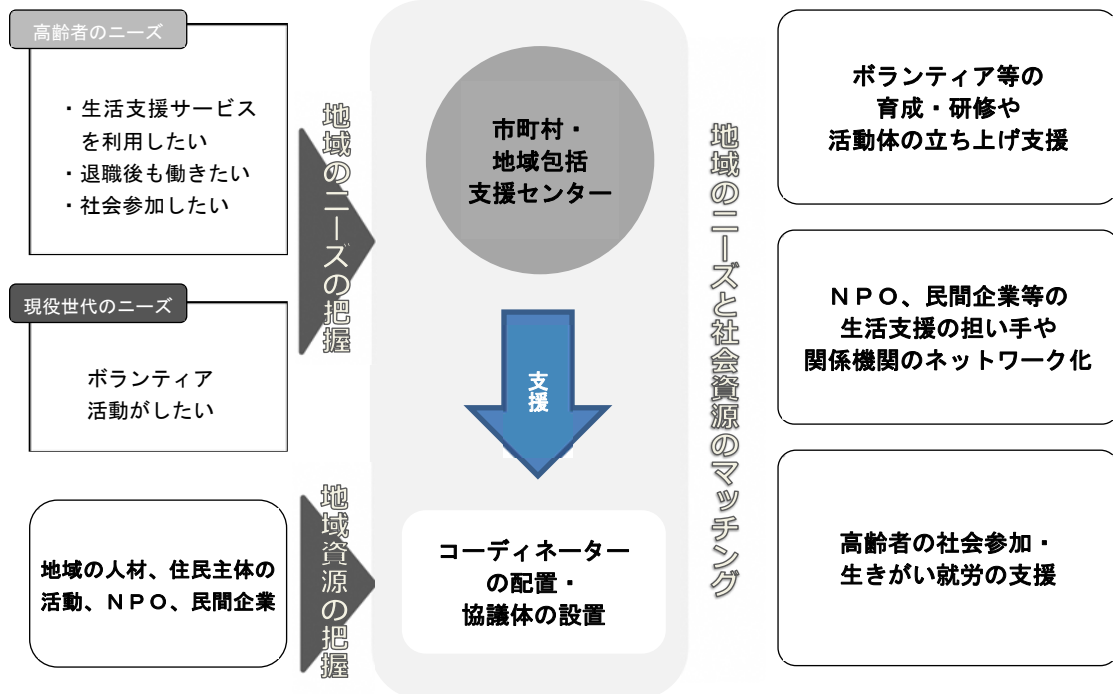 高齢者のニーズ
・生活支援サービス
を利用したい
・退職後も働きたい
・社会参加したい
現役世代のニーズ
ボランティア
活動がしたい
地域の人材、住民主体の
活動、ＮＰＯ、民間企業
地域のニーズの把握
地域資源の把握
市町村・
地域包括
支援センター
支援
コーディネーター
の配置・
協議体の設置
地域のニーズと社会資源のマッチング
ボランティア等の
育成・研修や
活動体の立ち上げ支援
ＮＰＯ、民間企業等の
生活支援の担い手や
関係機関のネットワーク化
高齢者の社会参加・
生きがい就労の支援